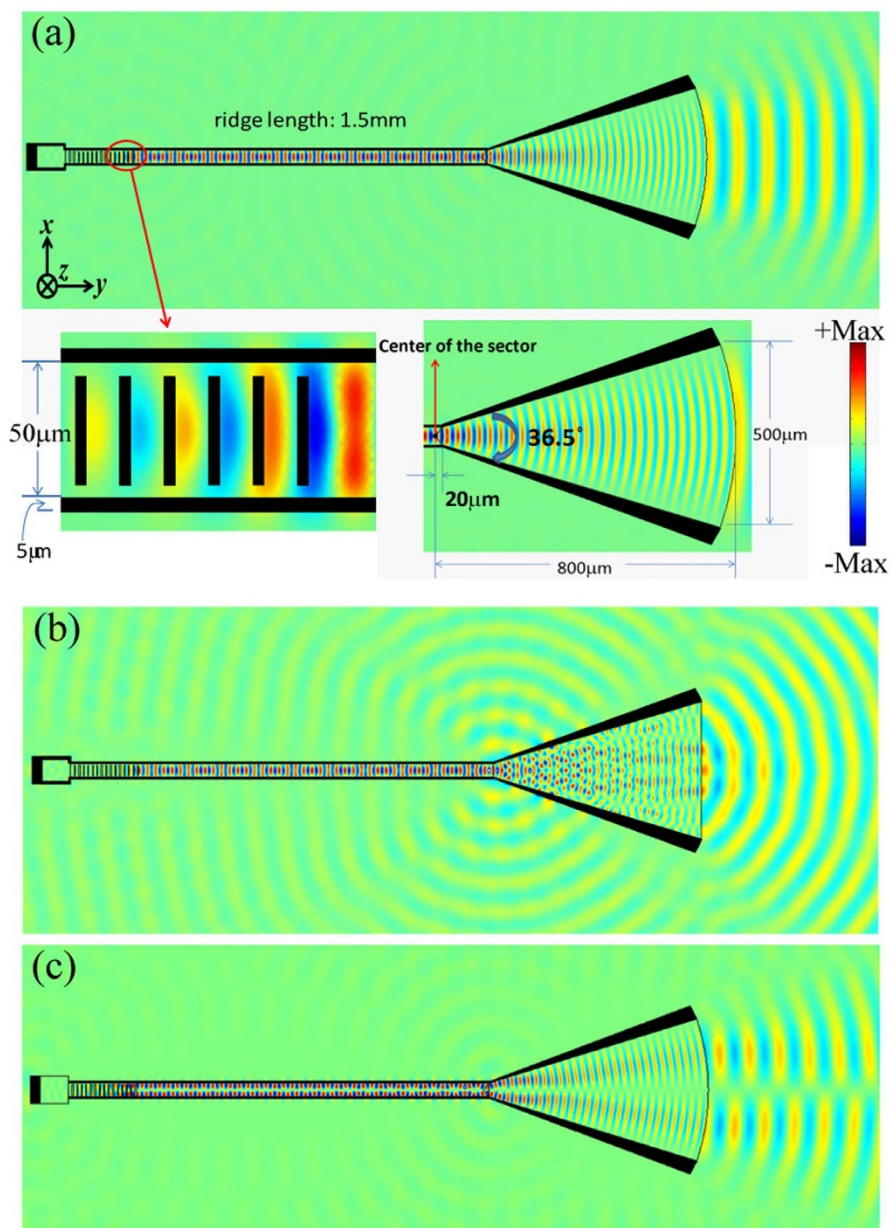 (a)
ridge length: 1.5mm
x
z
y
Center of the sector
+Max
50μm
36.5°
500μm
20μm
5μm
800μm
-Max
(b)
(c)